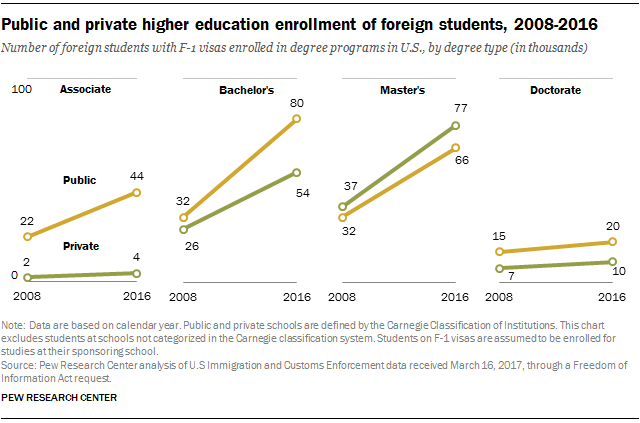 Public and private higher education enrollment of foreign students, 2008-2016
Number of foreign students with F-1 visas enrolled in degree programs in U.S., by degree type (in thousands)
100 Associate Bachelor's Master's Doctorate
Public
22 44
Private
2 4
0
2008 2016
32 80
26 54
2008 2016
37 77
32 66
2008 2016
15 20
7 10
2008 2016
Note: Data are based on calendar year. Public and private schools are defined by the Carnegie Classification of Institutions. This chart
excludes students at schools not categorized in the Carnegie classification system. Students on F-1 visas are assumed to be enrolled for
studies at their sponsoring school.
Source: Pew Research Center analysis of U.S Immigration and Customs Enforcement data received March 16, 2017, through a Freedom of
Information Act request.
PEW RESEARCH CENTER